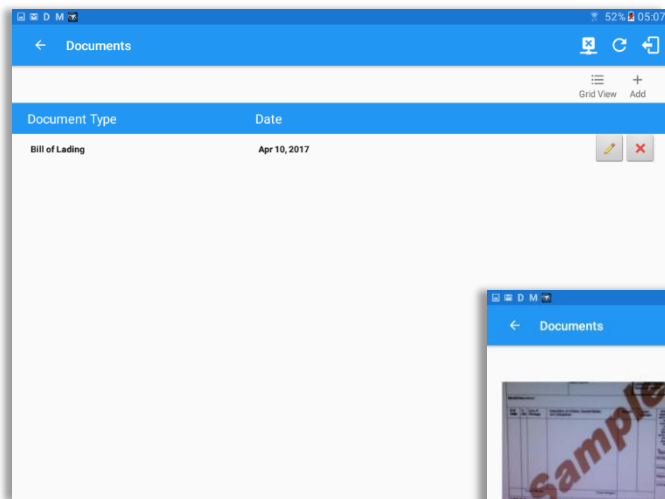 D M 52% 05:07
Documents
Grid View Add
Document Type Date
Bill of Lading Apr 10, 2017
D M
Documents
Sample